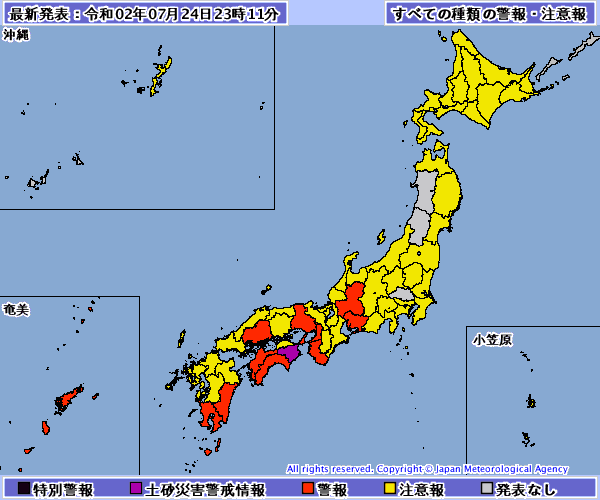 最新発表：令和02年07月24日23時11分
すべての種類の警報・注意報
沖縄
奄美
小笠原
All rights reserved. Copyright © Japan Meteorological Agency
特別警報
土砂災害警戒情報
警報
注意報
発表なし